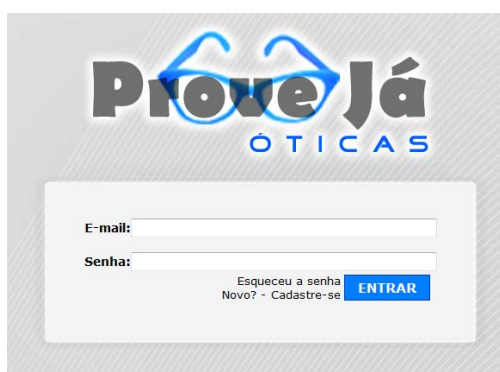 Prove Já
ÓTICAS
E-mail:
Senha:
Esqueceu a senha
Novo? - Cadastre-se
ENTRAR